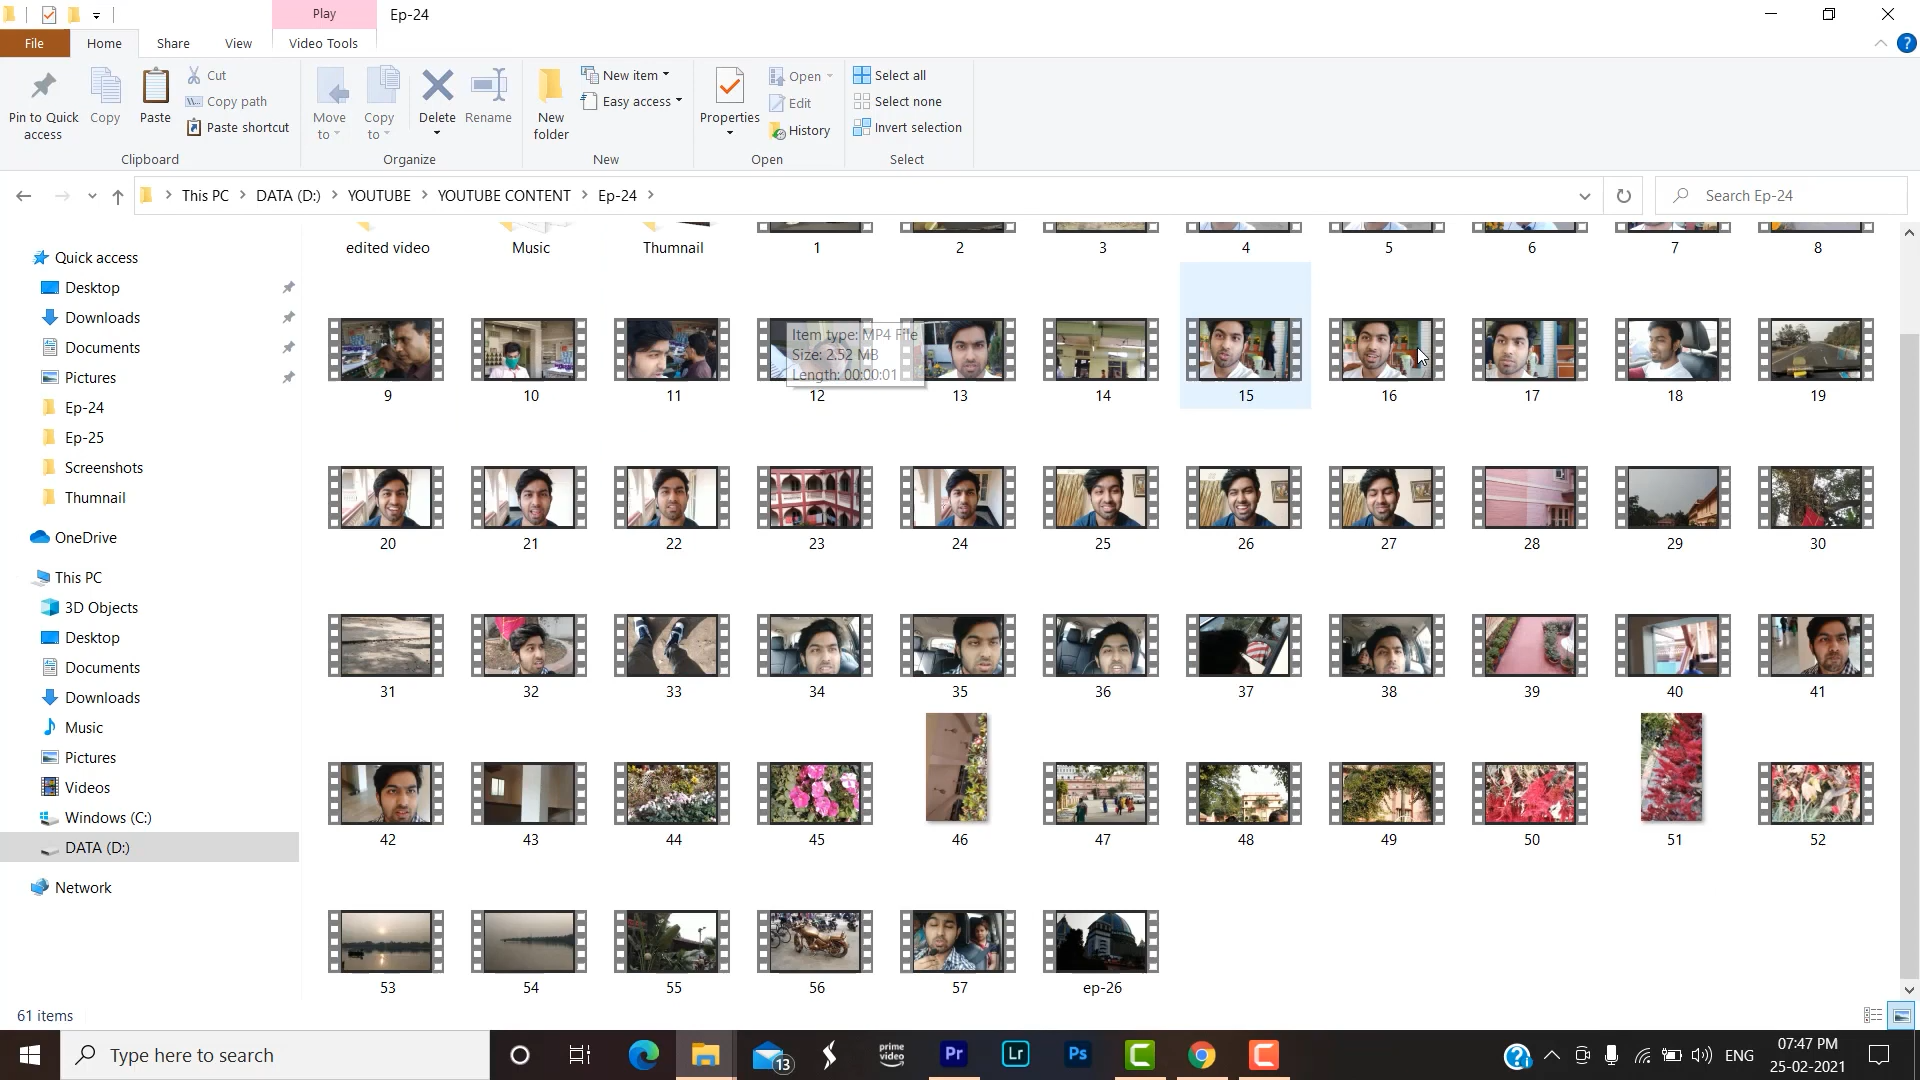 Play
Ep-24
File
Home
Share
View
Video Tools
Pin to Quick access
Copy
Paste
Cut
Copy path
Paste shortcut
Clipboard
Move to
Copy to
Delete
Rename
Organize
New folder
New item
Easy access
New
Properties
Open
Edit
History
Open
Select all
Select none
Invert selection
Select
This PC
DATA (D:)
YOUTUBE
YOUTUBE CONTENT
Ep-24
Search Ep-24
Quick access
Desktop
Downloads
Documents
Pictures
Ep-24
Ep-25
Screenshots
Thumnail
OneDrive
This PC
3D Objects
Desktop
Documents
Downloads
Music
Pictures
Videos
Windows (C:)
DATA (D:)
Network
edited video
Music
Thumnail
1
2
3
4
5
6
7
8
Item type: MP4 File
Size: 2.52 MB
Length: 00:00:01
9
10
11
12
13
14
15
16
17
18
19
20
21
22
23
24
25
26
27
28
29
30
31
32
33
34
35
36
37
38
39
40
41
42
43
44
45
46
47
48
49
50
51
52
53
54
55
56
57
ep-26
61 items
Type here to search
13
prime video
Pr
Lr
Ps
ENG
07:47 PM
25-02-2021